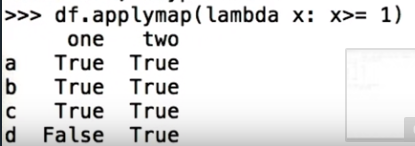 >>> df.applymap(lambda x: x>= 1)
one two
a True True
b True True
c True True
d False True